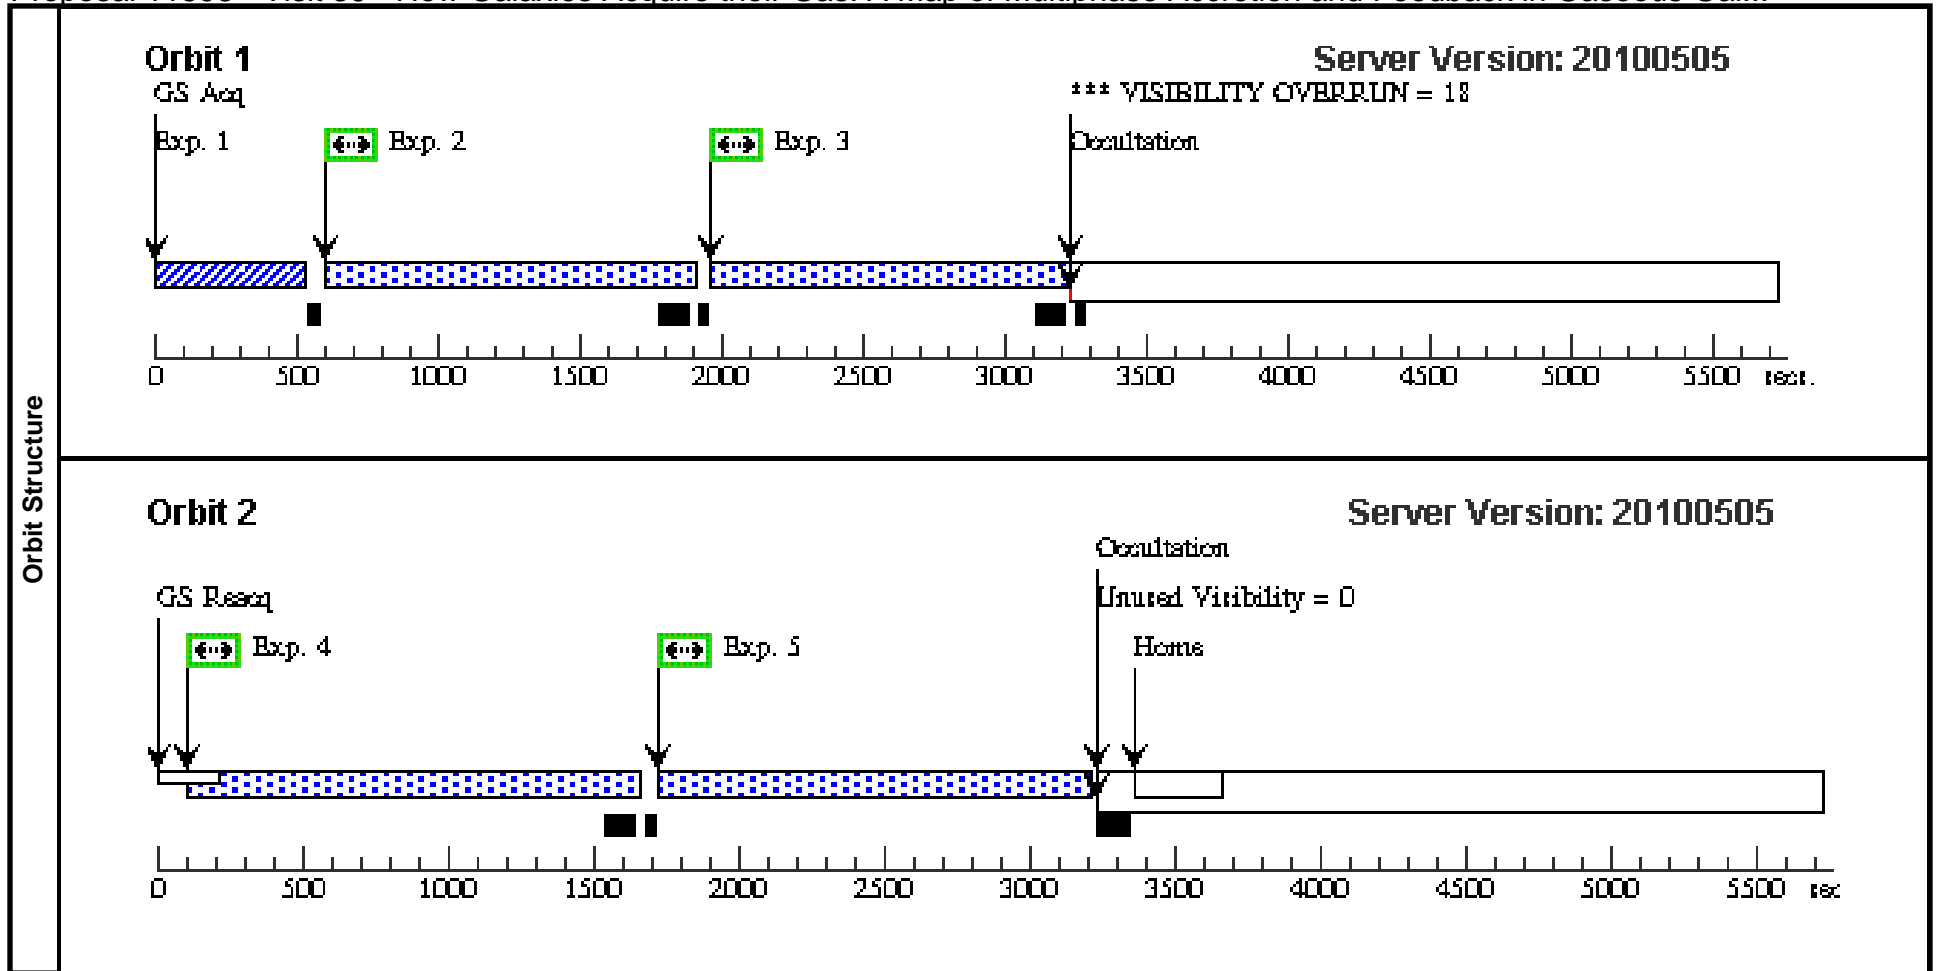 Orbit Structure
Orbit 1
Server Version: 20100505
GS Acq
*** VISIBILITY OVERRUN = 18
Exp. 1
Exp. 2
Exp. 3
Occultation
0 500 1000 1500 2000 2500 3000 3500 4000 4500 5000 5500 secs.
Orbit 2
Server Version: 20100505
Occultation
GS Reacq
Unused Visibility = 0
Exp. 4
Exp. 5
Home
0 500 1000 1500 2000 2500 3000 3500 4000 4500 5000 5500 sec